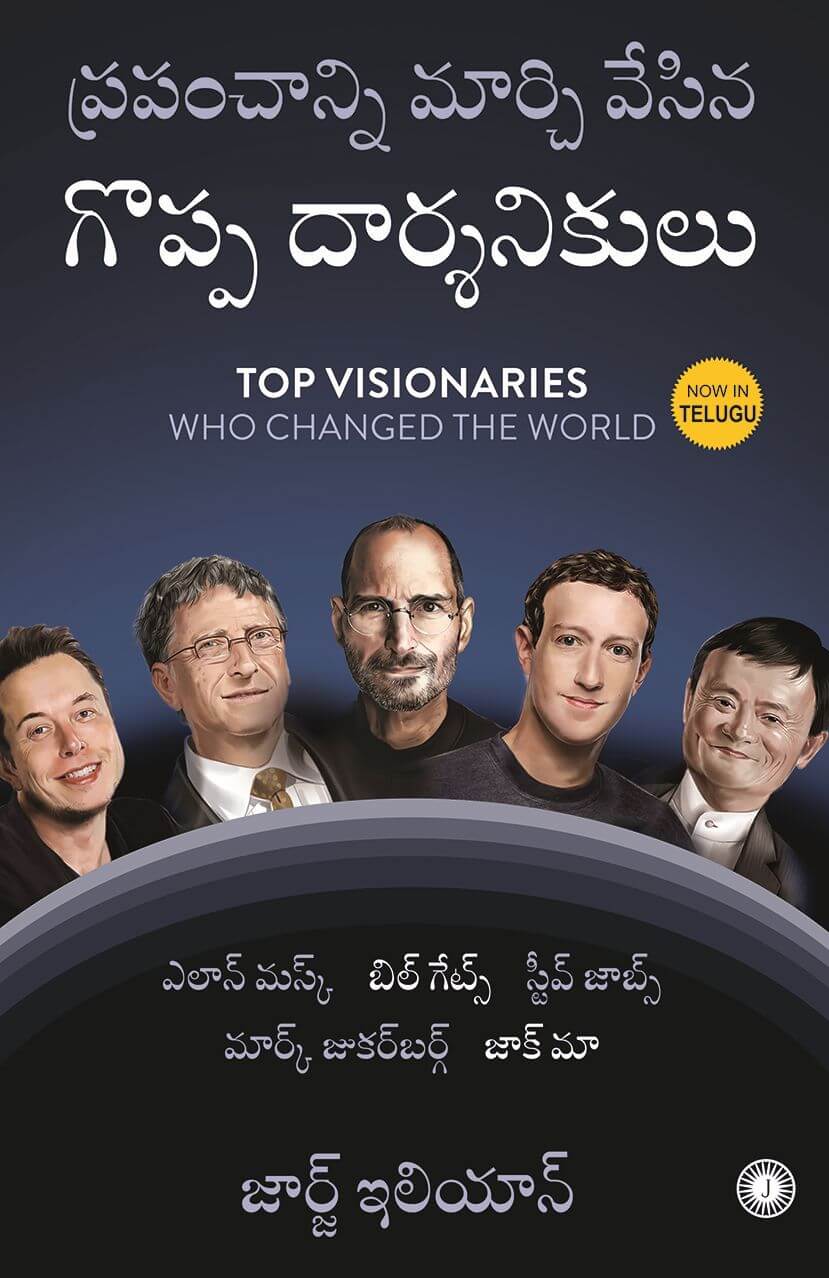 ప్రపంచాన్ని మార్చి వేసిన
గొప్ప దార్శనికులు
TOP VISIONARIES
WHO CHANGED THE WORLD
NOW IN
TELUGU
ఎలాన్ మస్క్ బిల్ గేట్స్ స్టీవ్ జాబ్స్
మార్క్ జుకర్‌బర్గ్ జాక్ మా
జార్జ్ ఇలియాన్
J